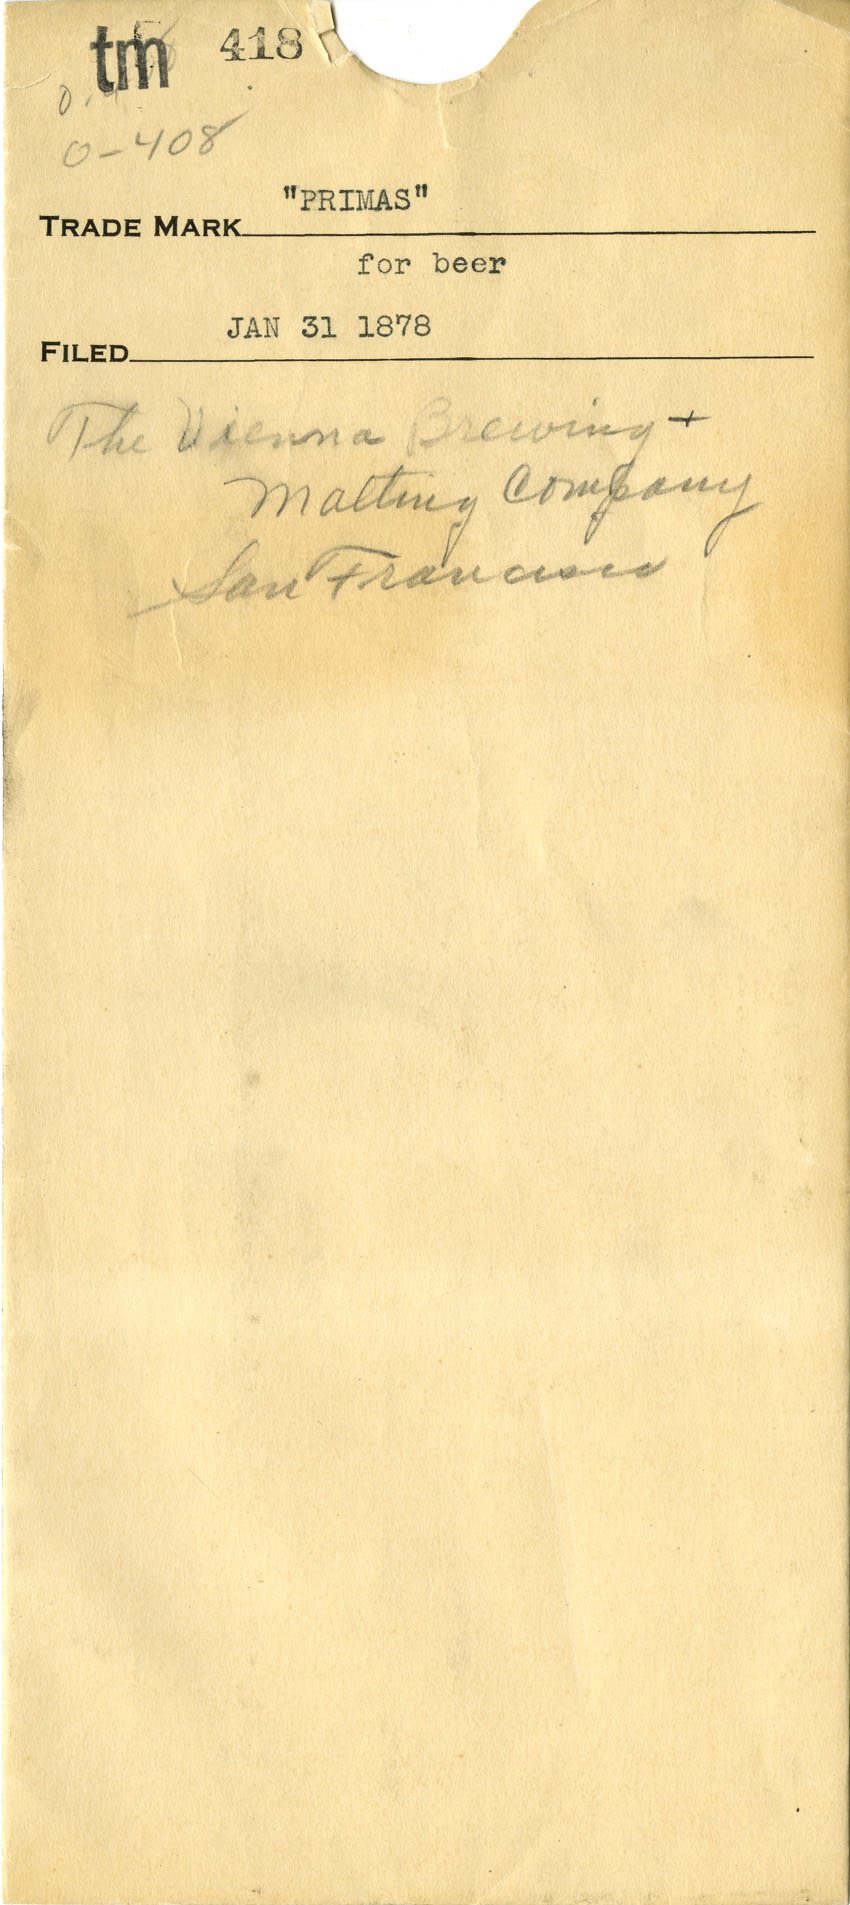 tm 418
0-408
"PRIMAS"
TRADE MARK
for beer
JAN 31 1878
FILED
The Vienna Brewing +
Malting Company
San Francisco